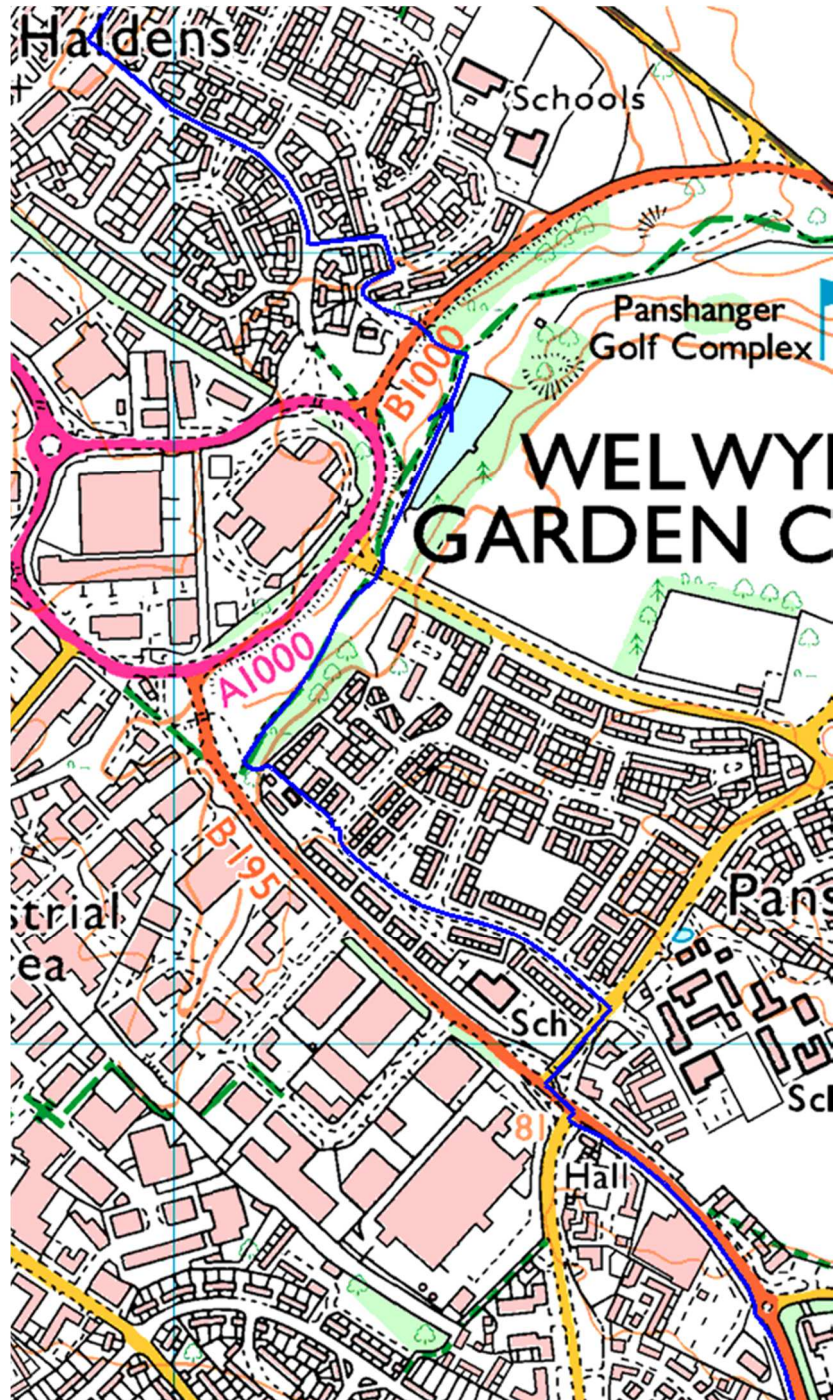 Haldens
Schools
Panshanger
Golf Complex
B1000
WELWY
GARDEN C
A1000
B195
Pans
strial
ea
Sch
Sch
81
Hall